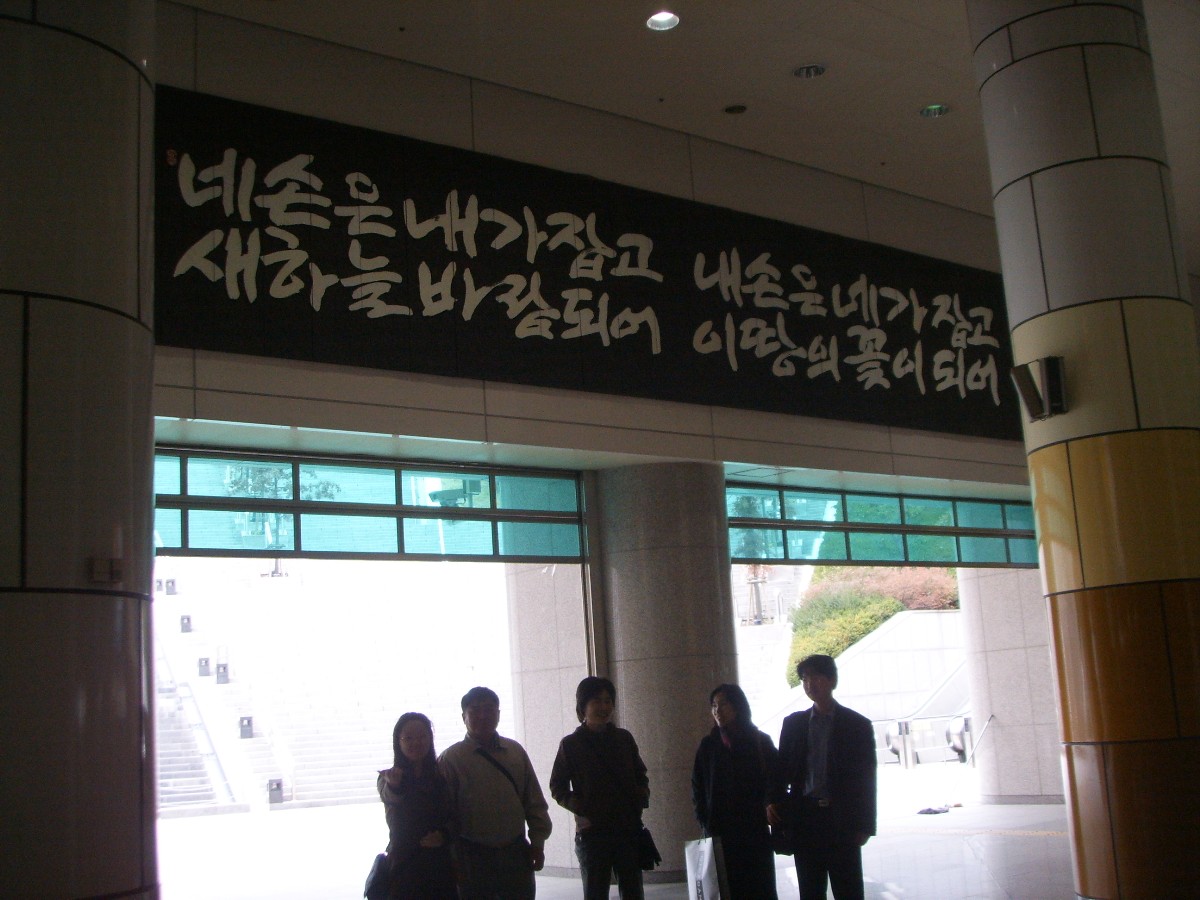 네 손은 내가 잡고
새 하늘 바람 되어
내 손은 네가 잡고
이 땅의 꽃이 되어